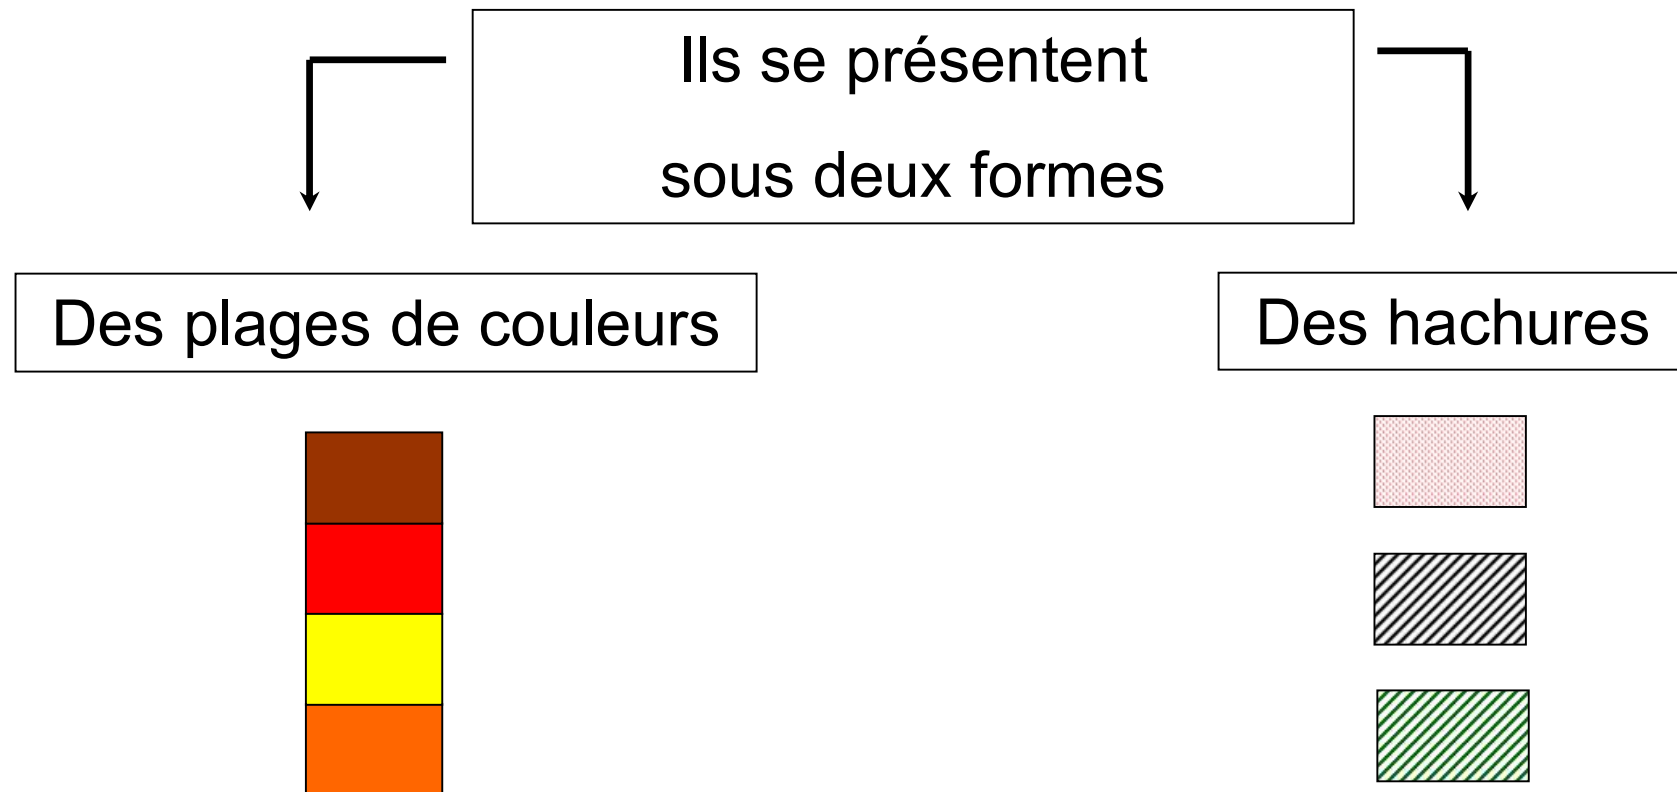 Ils se présentent
sous deux formes
Des plages de couleurs
Des hachures